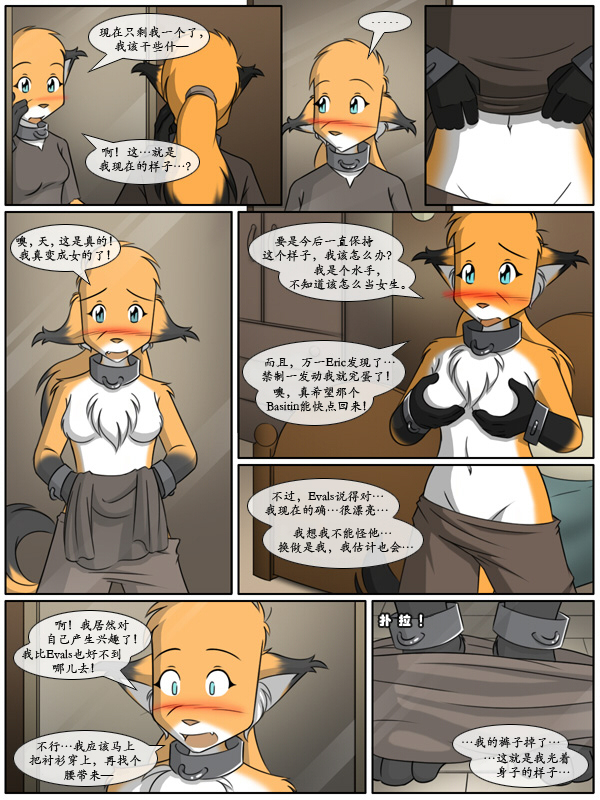 现在只剩我一个了，
我该干些什—
啊！这…就是
我现在的样子…?
·····
噢，天，这是真的！
我真变成女的了！
要是今后一直保持
这个样子，我该怎么办？
我是个水手，
不知道该怎么当女生。
而且，万一Eric发现了…
禁制一发动我就完蛋了！
噢，真希望那个
Basitin能快点回来！
不过，Evals说得对…
我现在的确…很漂亮…
我想我不能怪他…
换做是我，我估计也会…
啊！我居然对
自己产生兴趣了！
我比Evals也好不到
哪儿去！
不行…我应该马上
把衬衫穿上，再找个
腰带来—
扑拉！
…我的裤子掉了…
…这就是我光着
身子的样子…